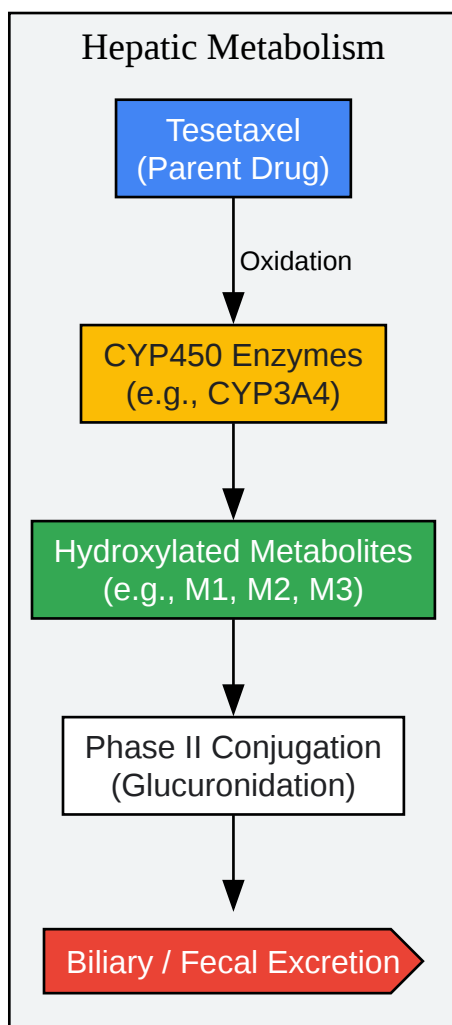 Hepatic Metabolism
Tesetaxel
(Parent Drug)
Oxidation
CYP450 Enzymes
(e.g., CYP3A4)
Hydroxylated Metabolites
(e.g., M1, M2, M3)
Phase II Conjugation
(Glucuronidation)
Biliary / Fecal Excretion